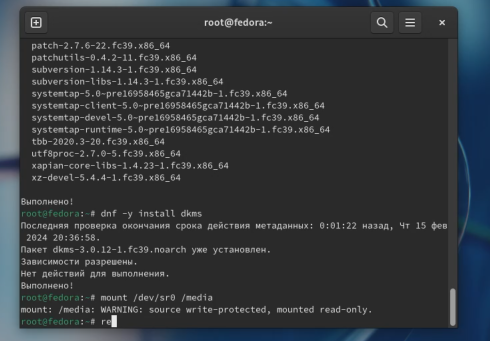 root@fedora:~
patch-2.7.6-22.fc39.x86_64
patchutils-0.4.2-11.fc39.x86_64
subversion-1.14.3-1.fc39.x86_64
subversion-libs-1.14.3-1.fc39.x86_64
systemtap-5.0-pre16958465gca71442b-1.fc39.x86_64
systemtap-client-5.0-pre16958465gca71442b-1.fc39.x86_64
systemtap-devel-5.0-pre16958465gca71442b-1.fc39.x86_64
systemtap-runtime-5.0-pre16958465gca71442b-1.fc39.x86_64
tbb-2020.3-20.fc39.x86_64
utf8proc-2.7.0-5.fc39.x86_64
xapian-core-libs-1.4.23-1.fc39.x86_64
xz-devel-5.4.4-1.fc39.x86_64
Выполнено!
root@fedora:~# dnf -y install dkms
Последняя проверка окончания срока действия метаданных: 0:01:22 назад, Чт 15 фев
2024 20:36:58.
Пакет dkms-3.0.12-1.fc39.noarch уже установлен.
Зависимости разрешены.
Нет действий для выполнения.
Выполнено!
root@fedora:~# mount /dev/sr0 /media
mount: /media: WARNING: source write-protected, mounted read-only.
root@fedora:~# re